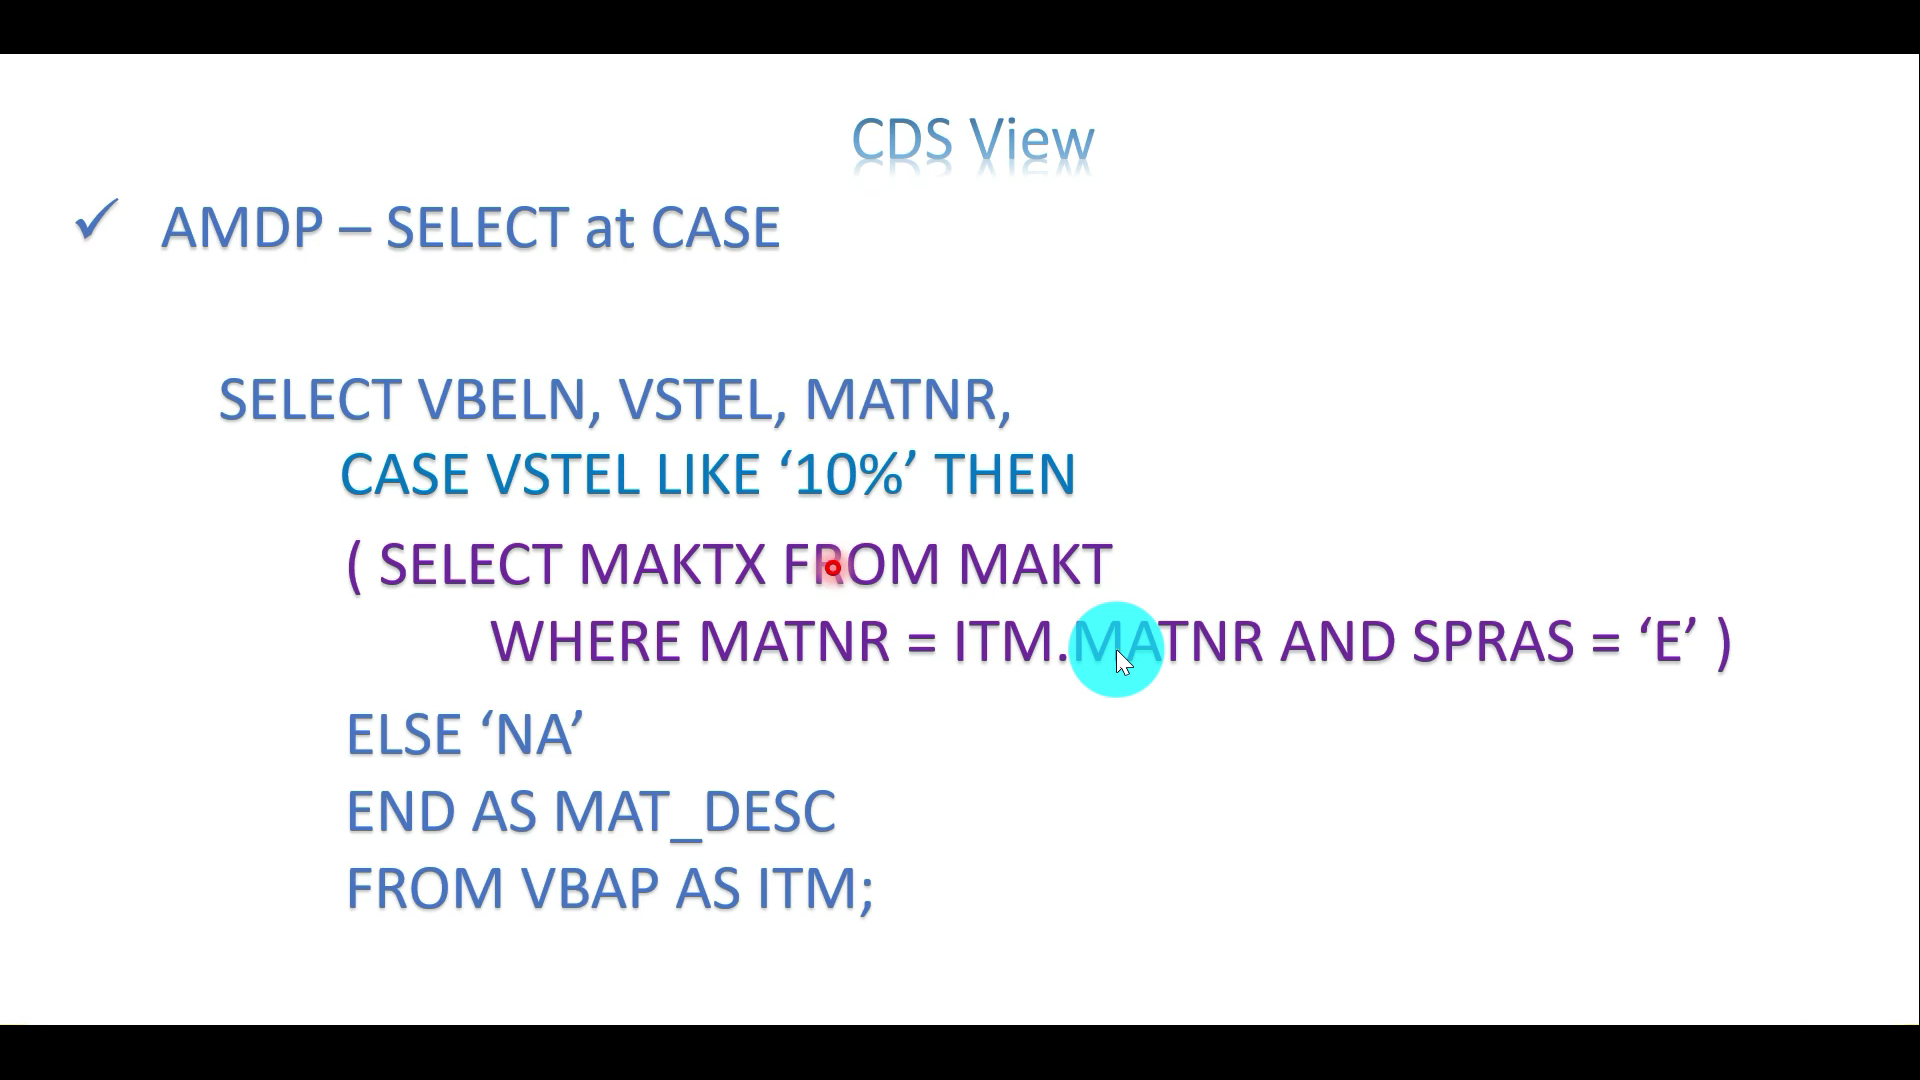 CDS View
✓ AMDP – SELECT at CASE
SELECT VBELN, VSTEL, MATNR,
CASE VSTEL LIKE ‘10%’ THEN
( SELECT MAKTX FROM MAKT
WHERE MATNR = ITM.MATNR AND SPRAS = ‘E’ )
ELSE ‘NA’
END AS MAT_DESC
FROM VBAP AS ITM;